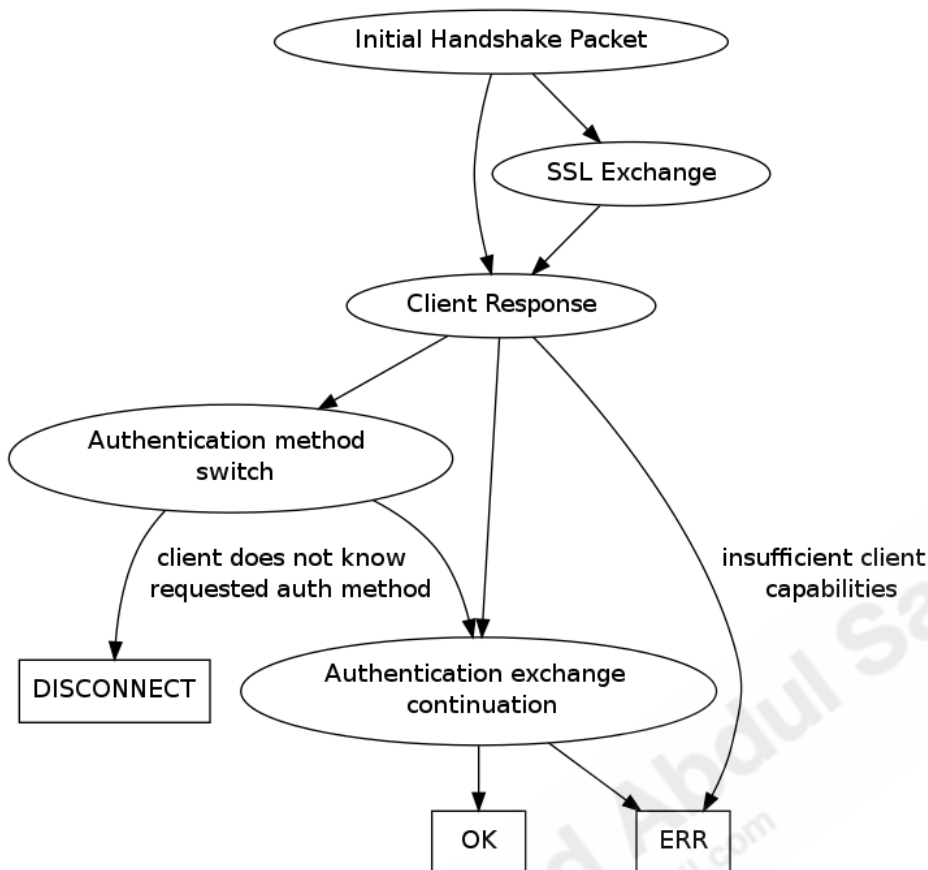 Initial Handshake Packet
SSL Exchange
Client Response
Authentication method
switch
client does not know
requested auth method
insufficient client
capabilities
DISCONNECT
Authentication exchange
continuation
OK
ERR
Abdul